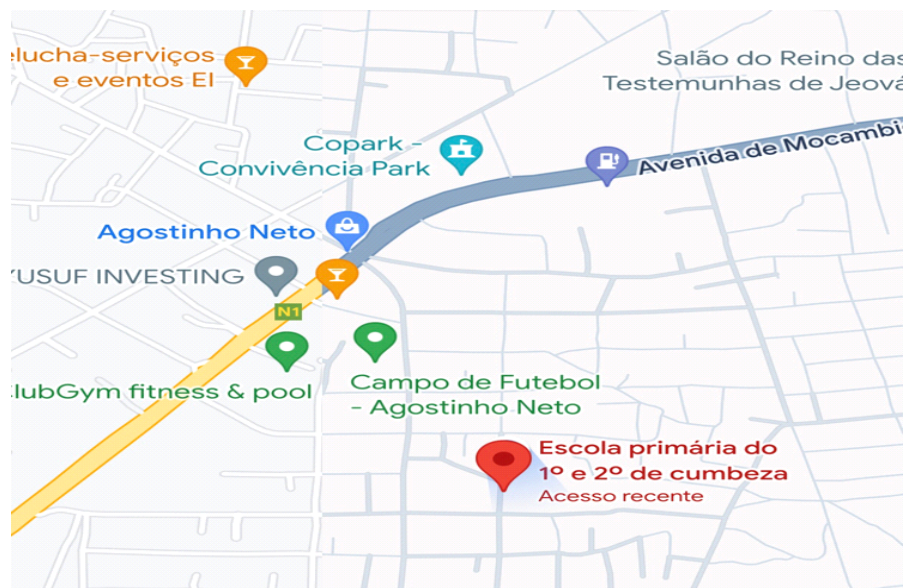 elucha-serviços
e eventos EI
Salão do Reino das
Testemunhas de Jeová
Copark -
Convivência Park
Avenida de Mocambi
Agostinho Neto
YUSUF INVESTING
N1
ClubGym fitness & pool
Campo de Futebol
- Agostinho Neto
Escola primária do
1º e 2º de cumbeza
Acesso recente